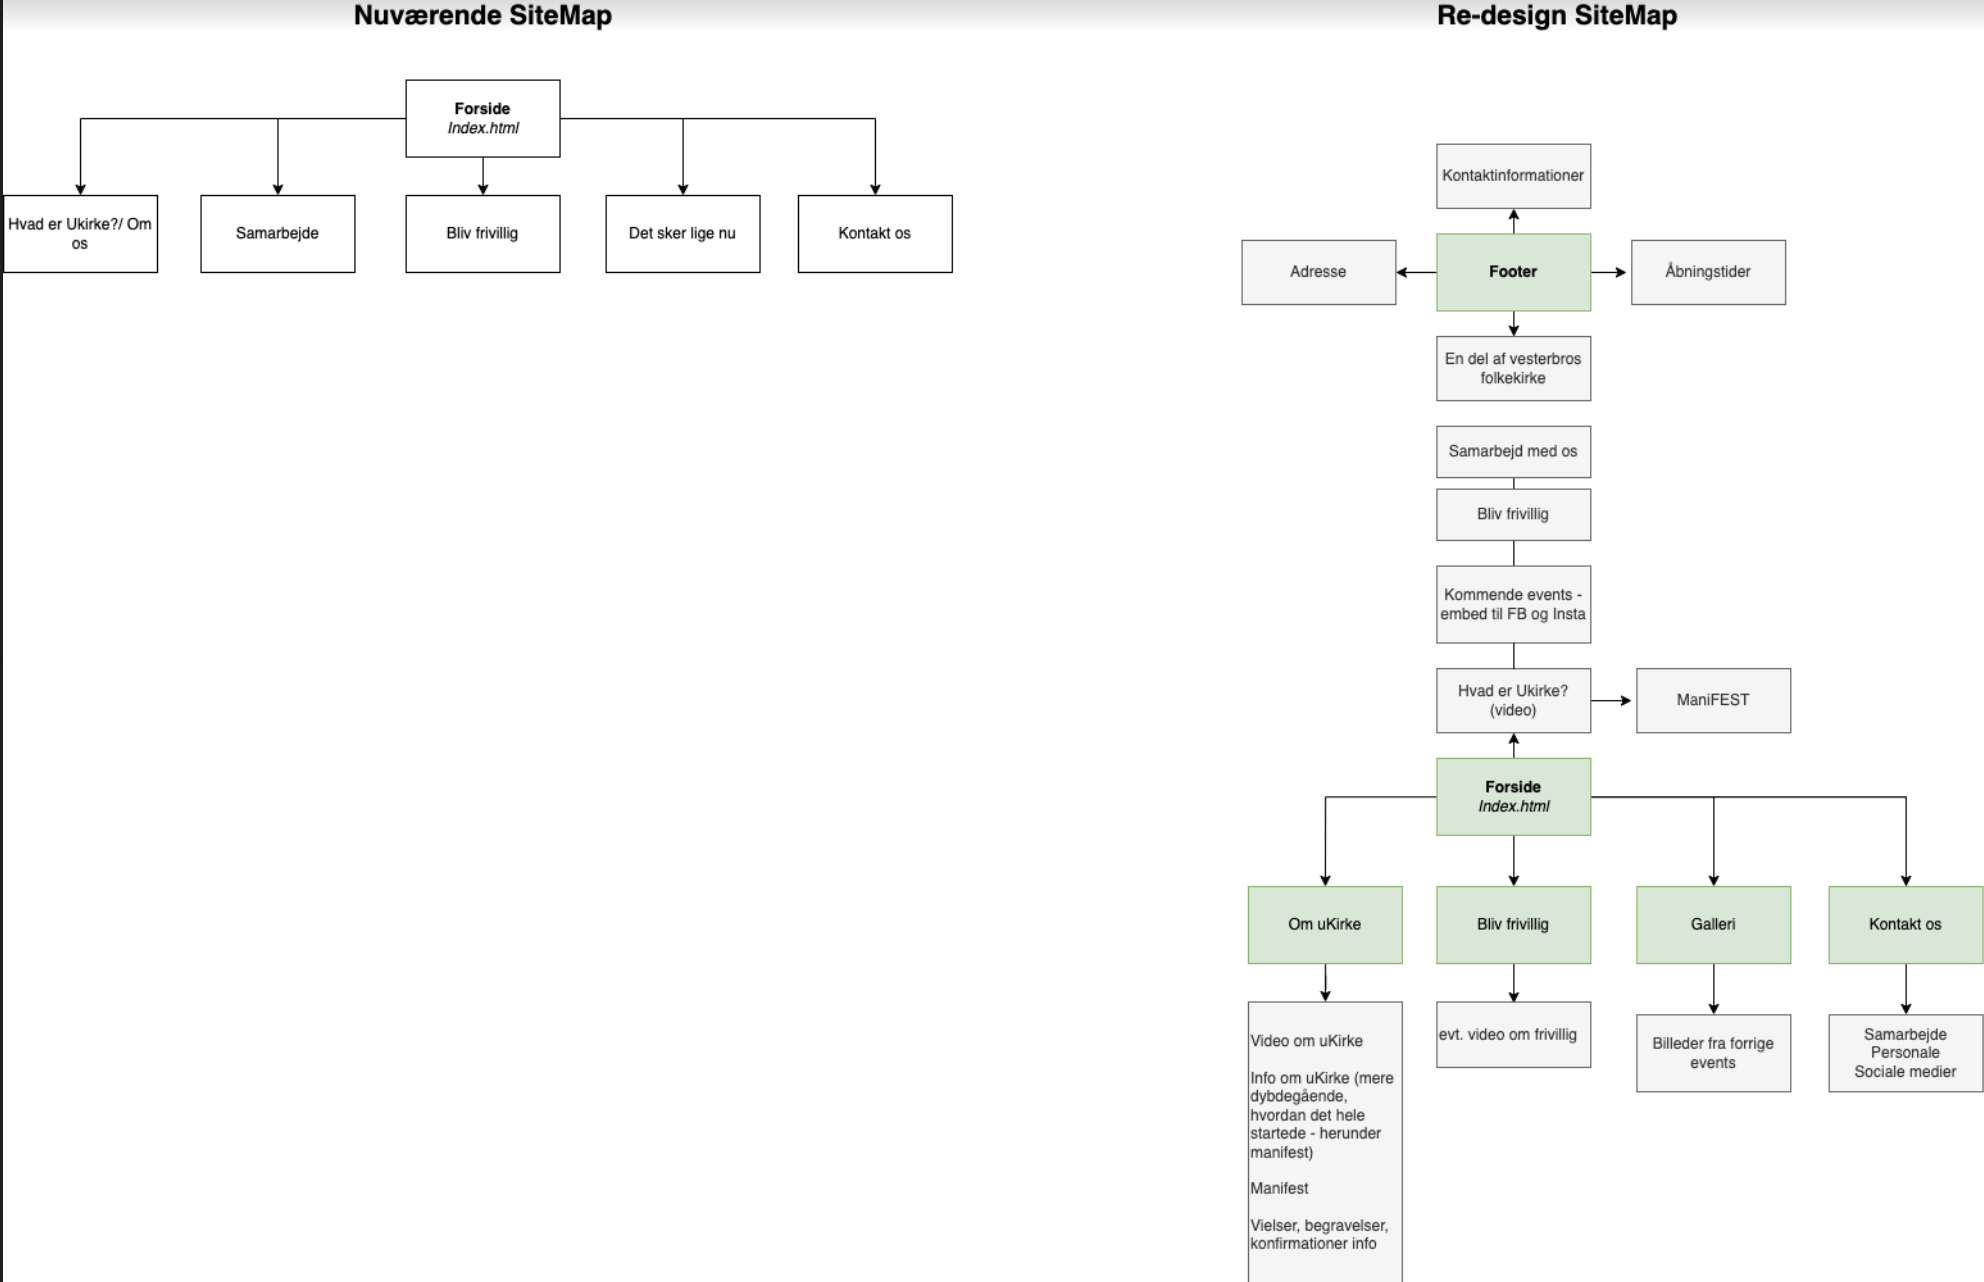 Nuværende SiteMap
Forside
Index.html
Hvad er Ukirke?/ Om
os
Samarbejde
Bliv frivillig
Det sker lige nu
Kontakt os
Re-design SiteMap
Kontaktinformationer
Adresse
Footer
Åbningstider
En del af vesterbros
folkekirke
Samarbejd med os
Bliv frivillig
Kommende events -
embed til FB og Insta
Hvad er Ukirke?
(video)
ManiFEST
Forside
Index.html
Om uKirke
Bliv frivillig
Galleri
Kontakt os
Video om uKirke
Info om uKirke (mere
dybdegående,
hvordan det hele
startede - herunder
manifest)
Manifest
Vielser, begravelser,
konfirmationer info
evt. video om frivillig
Billeder fra forrige
events
Samarbejde
Personale
Sociale medier